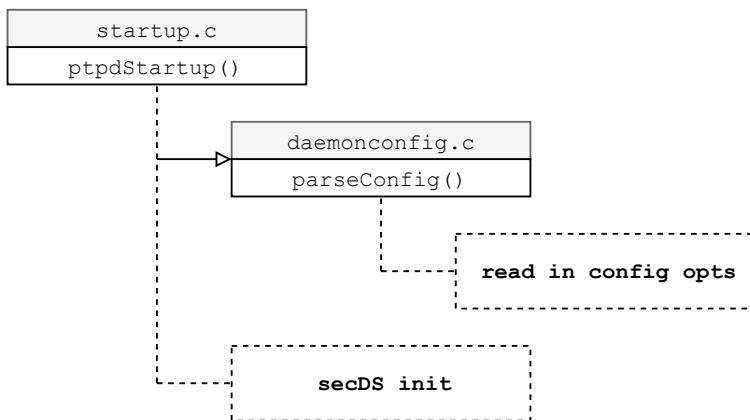 startup.c
ptpdStartup()
daemonconfig.c
parseConfig()
read in config opts
secDS init